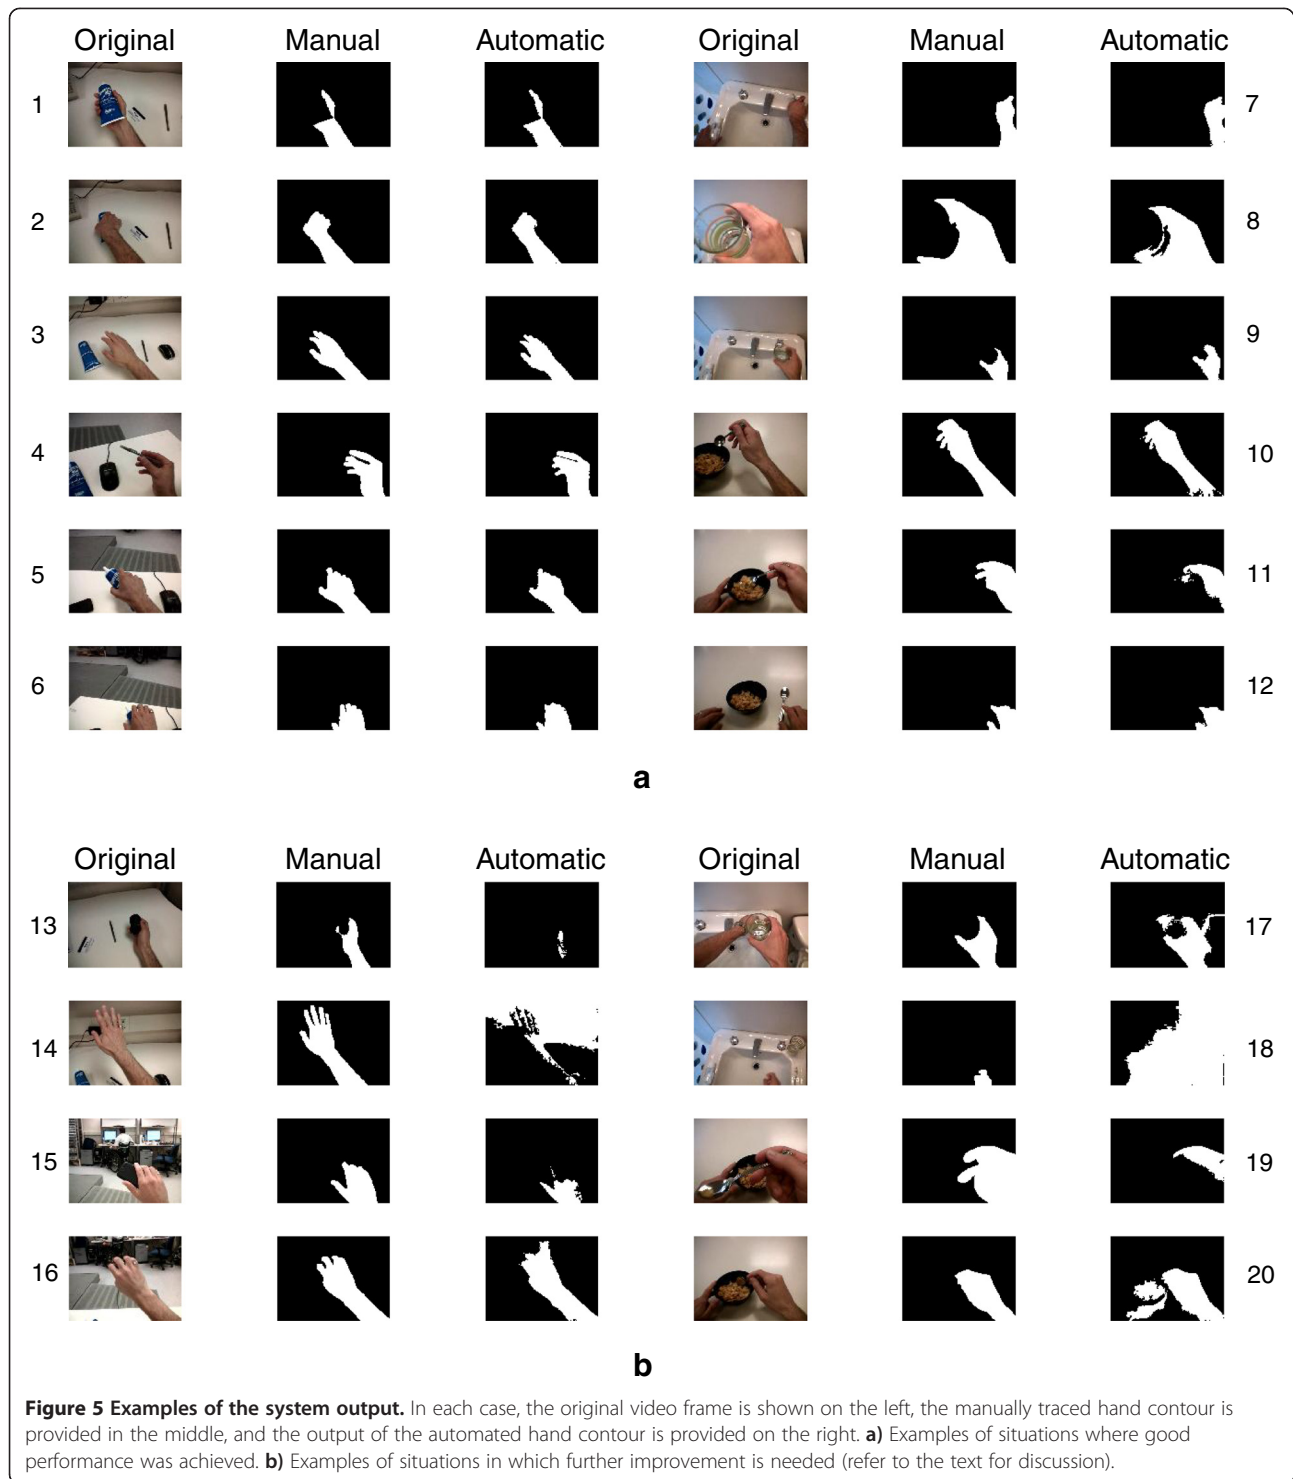 Original Manual Automatic Original Manual Automatic
1 7
2 8
3 9
4 10
5 11
6 12
a
Original Manual Automatic Original Manual Automatic
13 17
14 18
15 19
16 20
b
Figure 5 Examples of the system output. In each case, the original video frame is shown on the left, the manually traced hand contour is
provided in the middle, and the output of the automated hand contour is provided on the right. a) Examples of situations where good
performance was achieved. b) Examples of situations in which further improvement is needed (refer to the text for discussion).